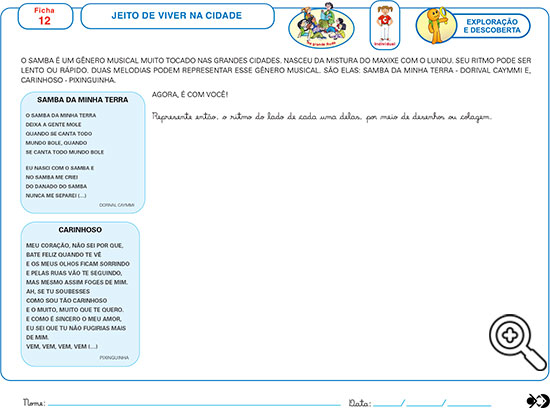 Ficha
12
JEITO DE VIVER NA CIDADE
EXPLORAÇÃO
E DESCOBERTA
O SAMBA É UM GÊNERO MUSICAL MUITO TOCADO NAS GRANDES CIDADES. NASCEU DA MISTURA DO MAXIXE COM O LUNDU. SEU RITMO PODE SER
LENTO OU RÁPIDO. DUAS MELODIAS PODEM REPRESENTAR ESSE GÊNERO MUSICAL. SÃO ELAS: SAMBA DA MINHA TERRA - DORIVAL CAYMMI E,
CARINHOSO - PIXINGUINHA.
AGORA, É COM VOCÊ!
Represente então, o ritmo do lado de cada uma delas, por meio de desenhos ou colagem.
SAMBA DA MINHA TERRA
O SAMBA DA MINHA TERRA
DEIXA A GENTE MOLE
QUANDO SE CANTA TODO
MUNDO BOLE, QUANDO
SE CANTA TODO MUNDO BOLE
EU NASCI COM O SAMBA E
NO SAMBA ME CRIEI
DO DANADO DO SAMBA
NUNCA ME SEPAREI (...)
DORIVAL CAYMMI
CARINHOSO
MEU CORAÇÃO, NÃO SEI POR QUE,
BATE FELIZ QUANDO TE VÊ
E OS MEUS OLHOS FICAM SORRINDO
E PELAS RUAS VÃO TE SEGUINDO,
MAS MESMO ASSIM FOGES DE MIM.
AH, SE TU SOUBESSES
COMO SOU TÃO CARINHOSO
E O MUITO, MUITO QUE TE QUERO.
E COMO É SINCERO O MEU AMOR,
EU SEI QUE TU NÃO FUGIRIAS MAIS
DE MIM.
VEM, VEM, VEM, VEM (...)
PIXINGUINHA
Nome:
Data: / /